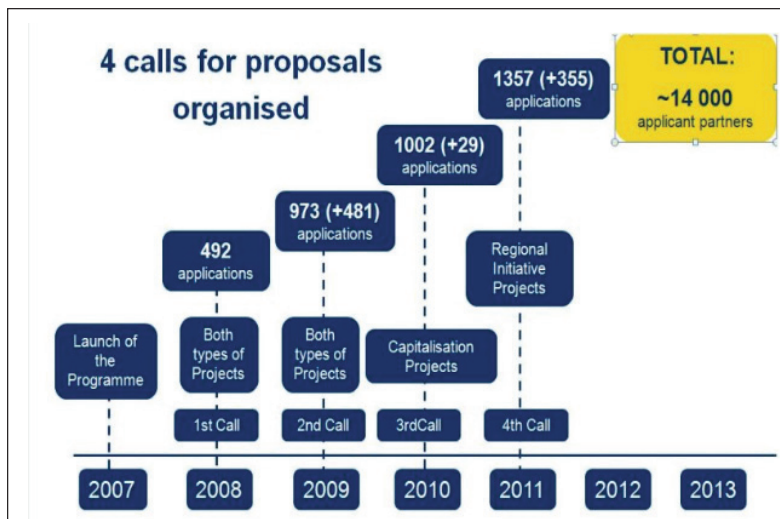 4 calls for proposals
organised
TOTAL:
~14 000
applicant partners
1357 (+355)
applications
1002 (+29)
applications
973 (+481)
applications
492
applications
Regional
Initiative
Projects
Launch of
the
Programme
Both
types of
Projects
Both
types of
Projects
Capitalisation
Projects
1st Call
2nd Call
3rdCall
4th Call
2007
2008
2009
2010
2011
2012
2013